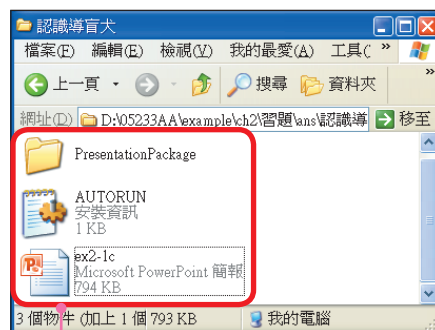 認識導盲犬
檔案(F) 編輯(E) 檢視(V) 我的最愛(A) 工具( »
上一頁 搜尋 資料夾 »
網址(D) D:\05233AA\example\ch2\習題\ans\認識導 移至
PresentationPackage
AUTORUN
安裝資訊
1 KB
ex2-1c
Microsoft PowerPoint 簡報
794 KB
3 個物件 (加上 1 個 793 KB 我的電腦